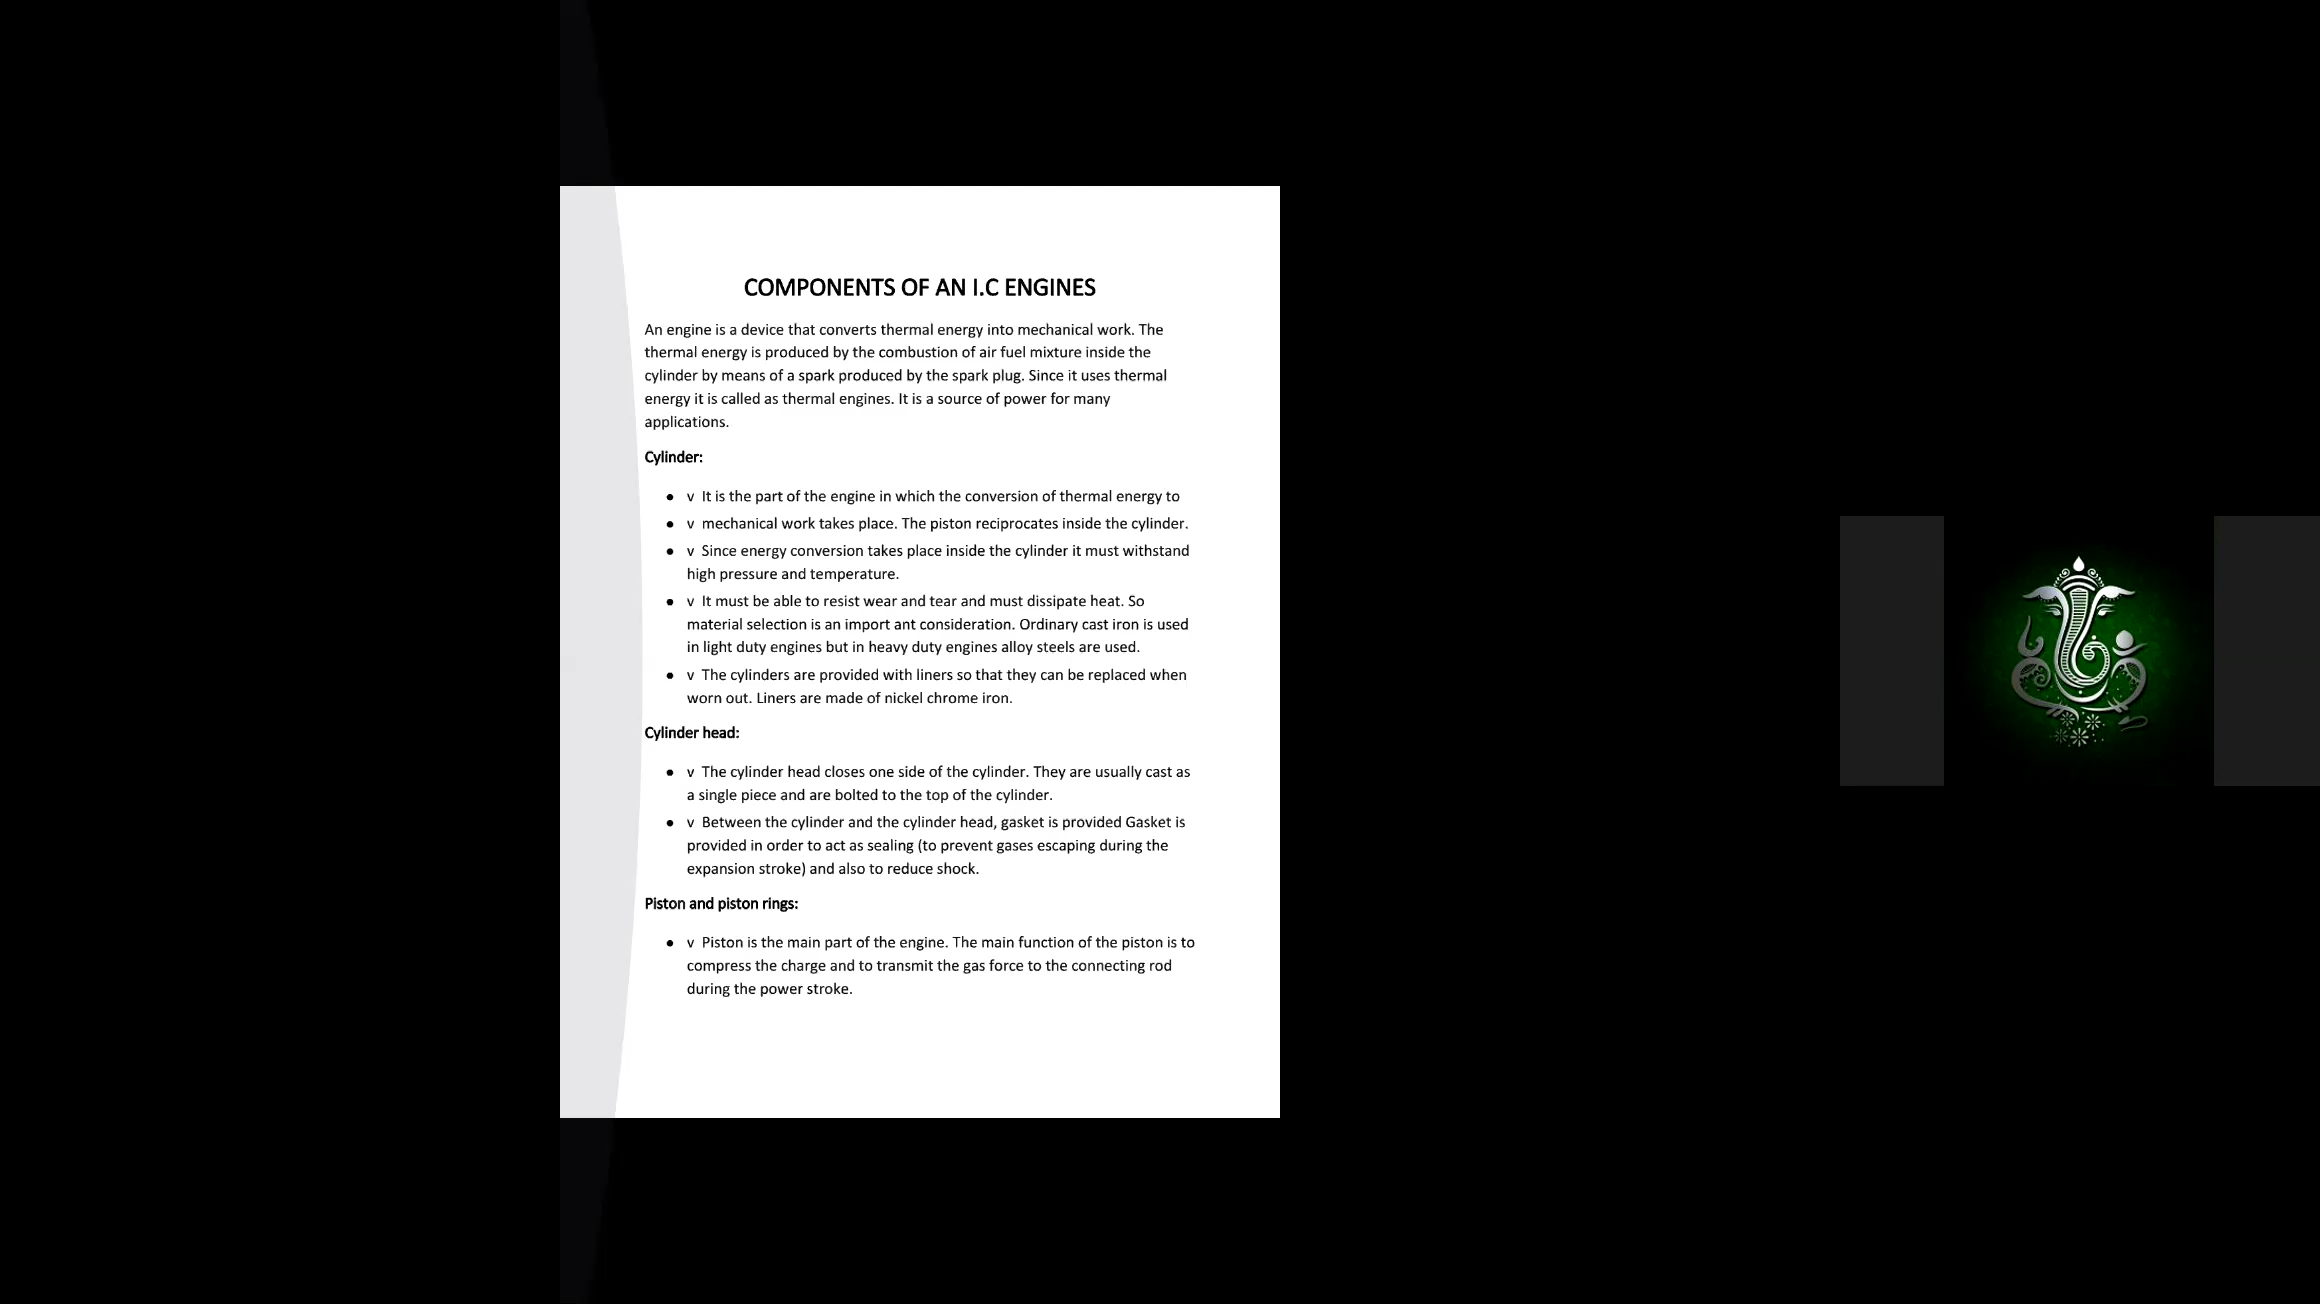 COMPONENTS OF AN I.C ENGINES
An engine is a device that converts thermal energy into mechanical work. The
thermal energy is produced by the combustion of air fuel mixture inside the
cylinder by means of a spark produced by the spark plug. Since it uses thermal
energy it is called as thermal engines. It is a source of power for many
applications.
Cylinder:
● v It is the part of the engine in which the conversion of thermal energy to
● v mechanical work takes place. The piston reciprocates inside the cylinder.
● v Since energy conversion takes place inside the cylinder it must withstand
high pressure and temperature.
● v It must be able to resist wear and tear and must dissipate heat. So
material selection is an import ant consideration. Ordinary cast iron is used
in light duty engines but in heavy duty engines alloy steels are used.
● v The cylinders are provided with liners so that they can be replaced when
worn out. Liners are made of nickel chrome iron.
Cylinder head:
● v The cylinder head closes one side of the cylinder. They are usually cast as
a single piece and are bolted to the top of the cylinder.
● v Between the cylinder and the cylinder head, gasket is provided Gasket is
provided in order to act as sealing (to prevent gases escaping during the
expansion stroke) and also to reduce shock.
Piston and piston rings:
● v Piston is the main part of the engine. The main function of the piston is to
compress the charge and to transmit the gas force to the connecting rod
during the power stroke.